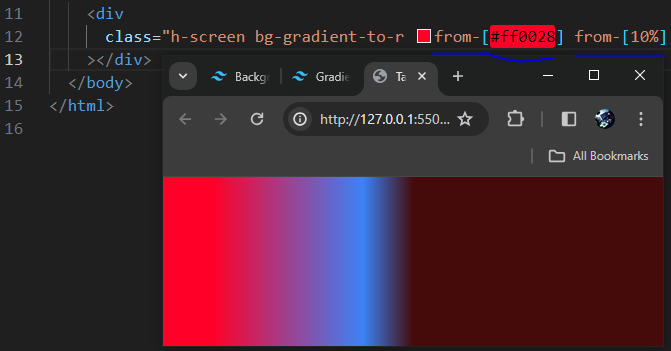 11 <div
12 class="h-screen bg-gradient-to-r from-[#ff0028] from-[10%]
13 ></div>
14 </body>
15 </html>
16
Backgr
Gradie
Ta
http://127.0.0.1:550...
All Bookmarks